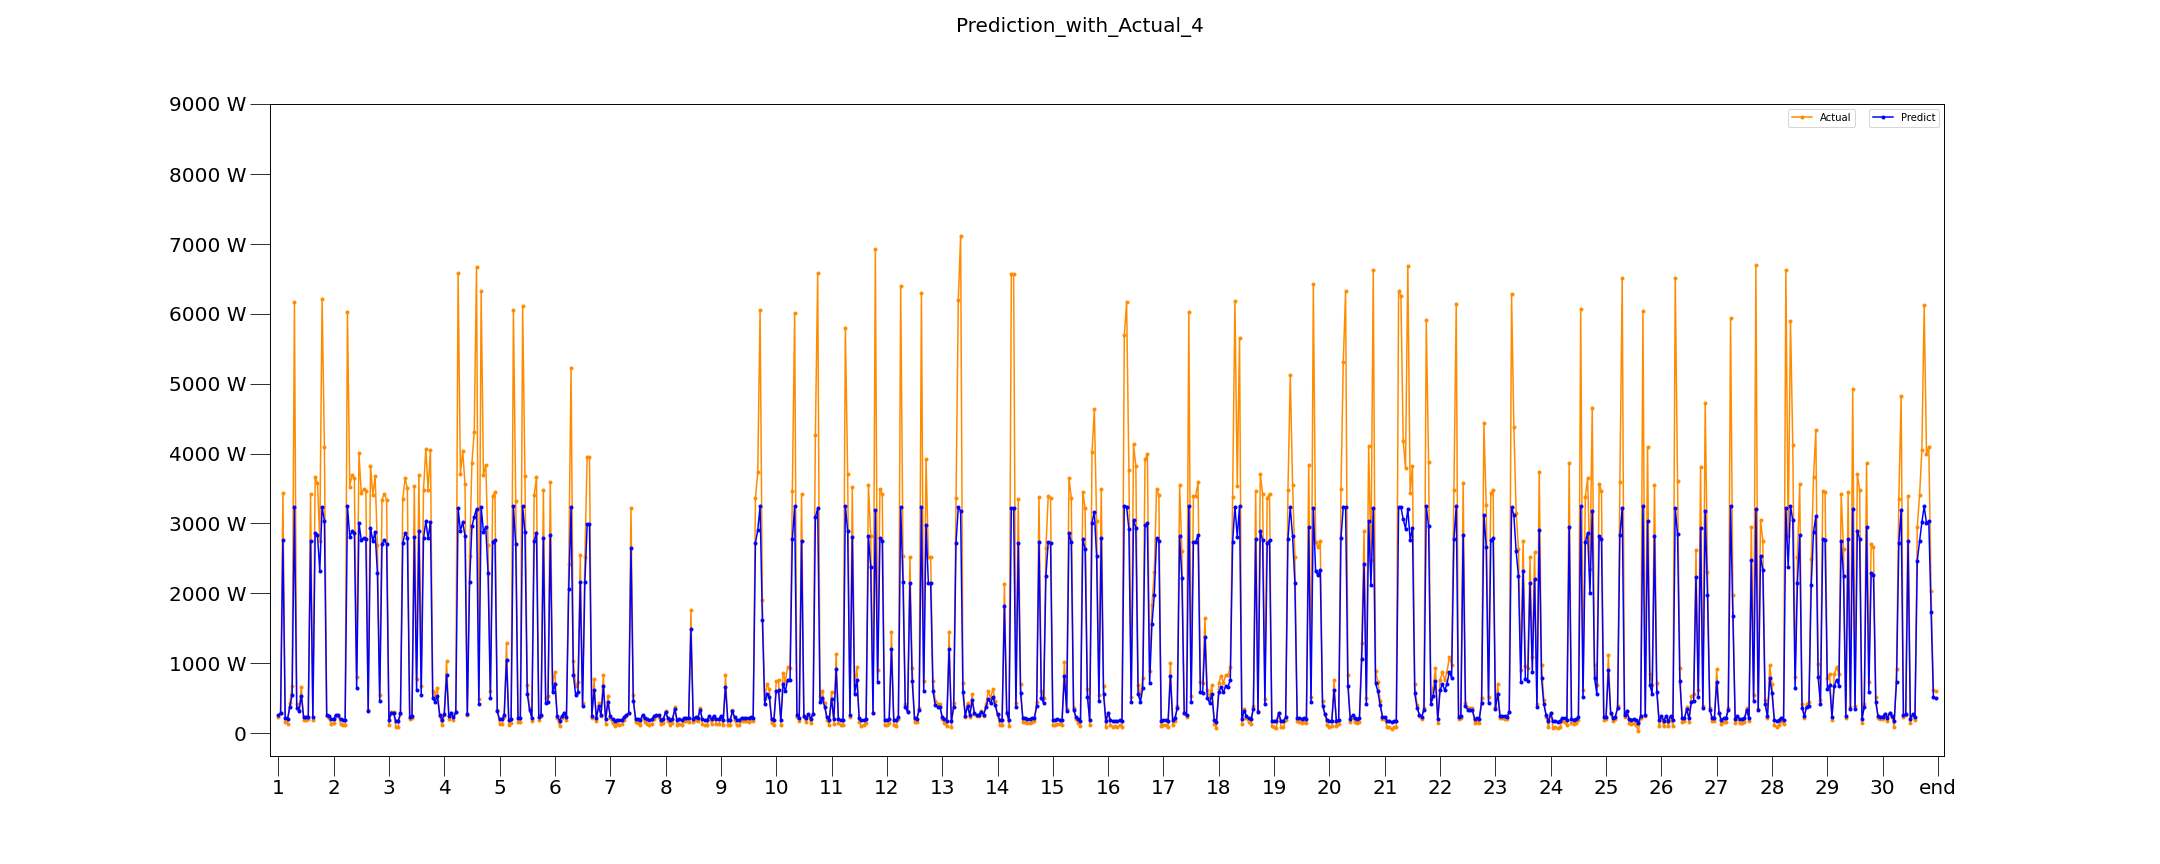 Prediction_with_Actual_4
9000 W
8000 W
7000 W
6000 W
5000 W
4000 W
3000 W
2000 W
1000 W
0
Actual Predict
1 2 3 4 5 6 7 8 9 10 11 12 13 14 15 16 17 18 19 20 21 22 23 24 25 26 27 28 29 30 end